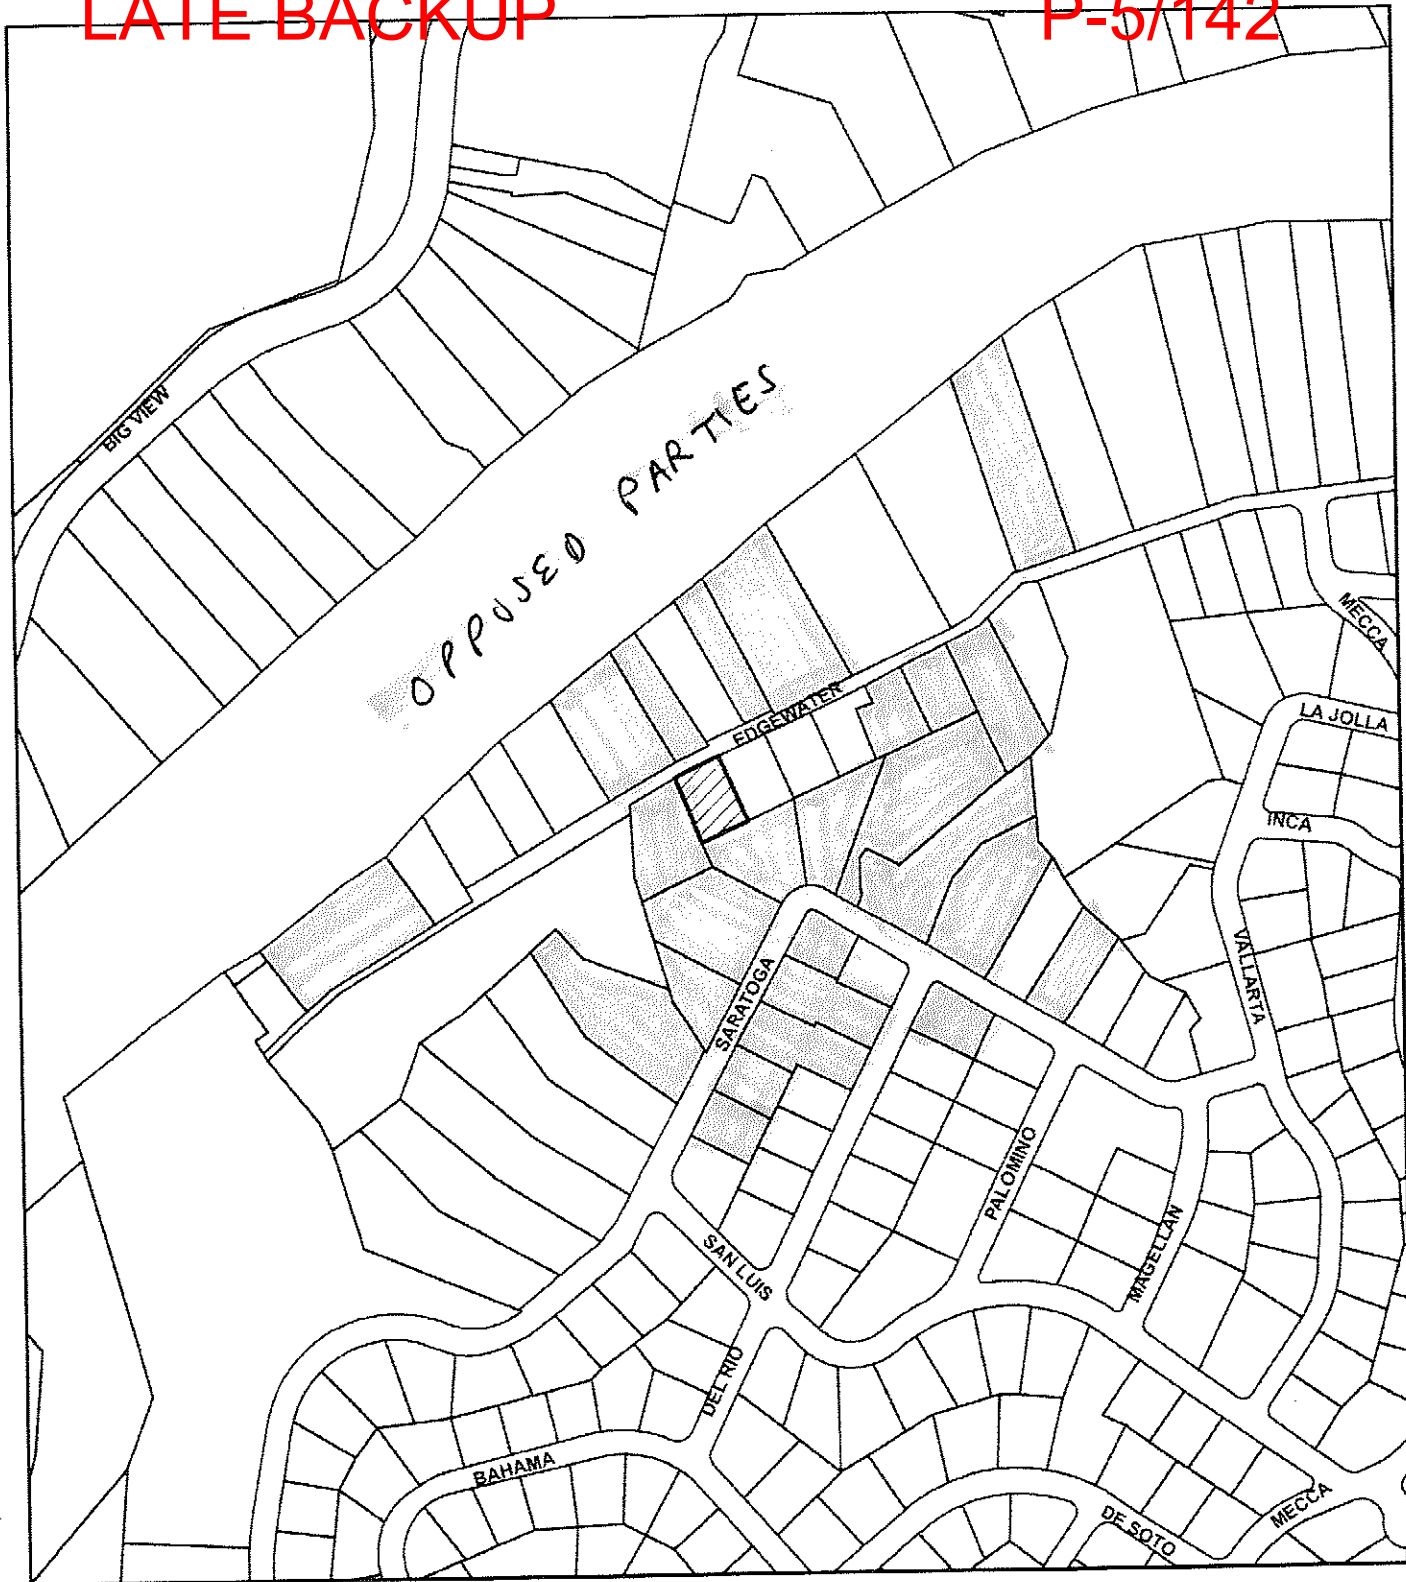 LATE BACKUP
P-5/142
BIG VIEW
OPPOSED PARTIES
MECCA
EDGEWATER
LA JOLLA
INCA
VALLARTA
SARATOGA
PALOMINO
MAGELLAN
SAN LUIS
DEL RIO
BAHAMA
DE SOTO
MECCA